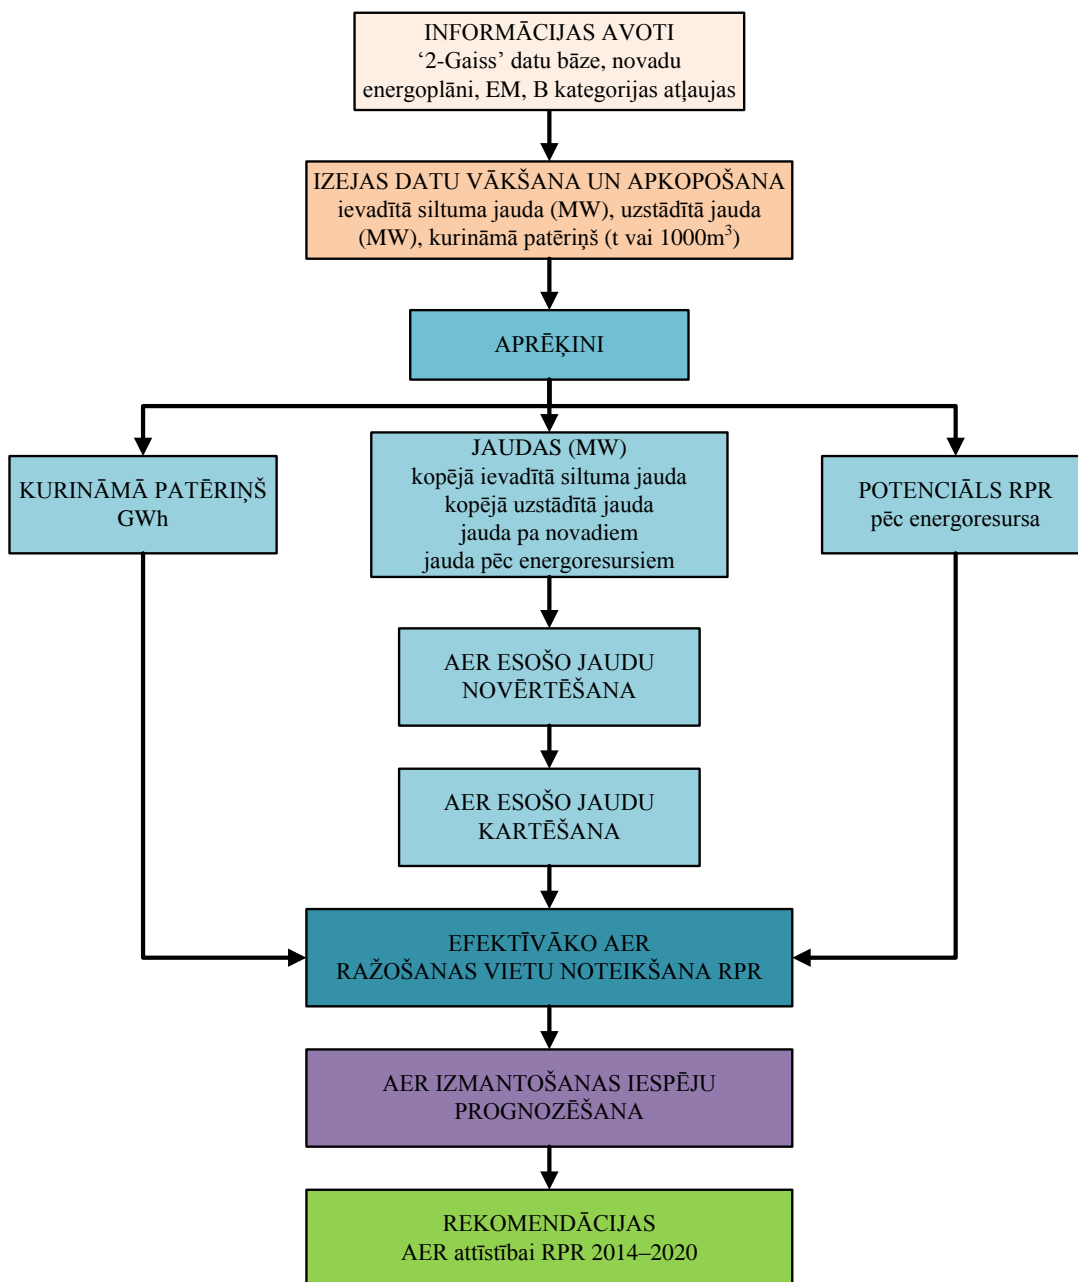 INFORMĀCIJAS AVOTI
‘2-Gaiss’ datu bāze, novadu
energoplāni, EM, B kategorijas atļaujas
IZEJAS DATU VĀKŠANA UN APKOPOŠANA
ievadītā siltuma jauda (MW), uzstādītā jauda
(MW), kurināmā patēriņš (t vai 1000m³)
APRĒĶINI
KURINĀMĀ PATĒRIŅŠ
GWh
JAUDAS (MW)
kopējā ievadītā siltuma jauda
kopējā uzstādītā jauda
jauda pa novadiem
jauda pēc energoresursiem
POTENCIĀLS RPR
pēc energoresursa
AER ESOŠO JAUDU
NOVĒRTĒŠANA
AER ESOŠO JAUDU
KARTĒŠANA
EFEKTĪVĀKO AER
RAŽOŠANAS VIETU NOTEIKŠANA RPR
AER IZMANTOŠANAS IESPĒJU
PROGNOZĒŠANA
REKOMENDĀCIJAS
AER attīstībai RPR 2014–2020